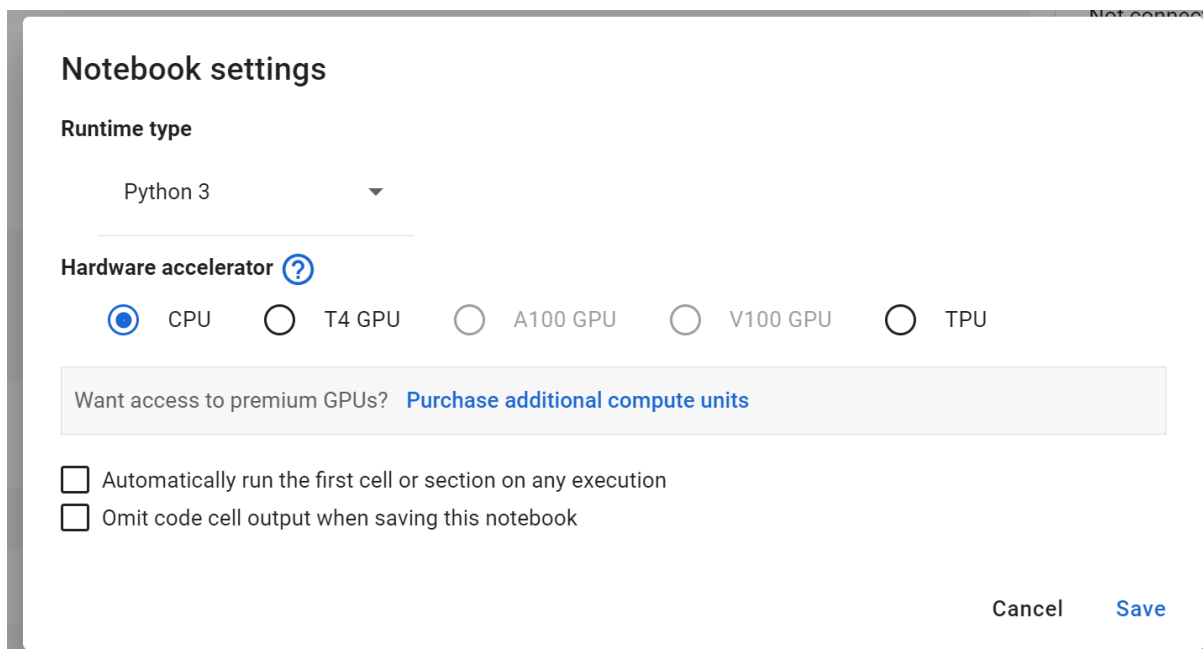 Not connect
Notebook settings
Runtime type
Python 3
Hardware accelerator ?
CPU T4 GPU A100 GPU V100 GPU TPU
Want access to premium GPUs? Purchase additional compute units
Automatically run the first cell or section on any execution
Omit code cell output when saving this notebook
Cancel Save